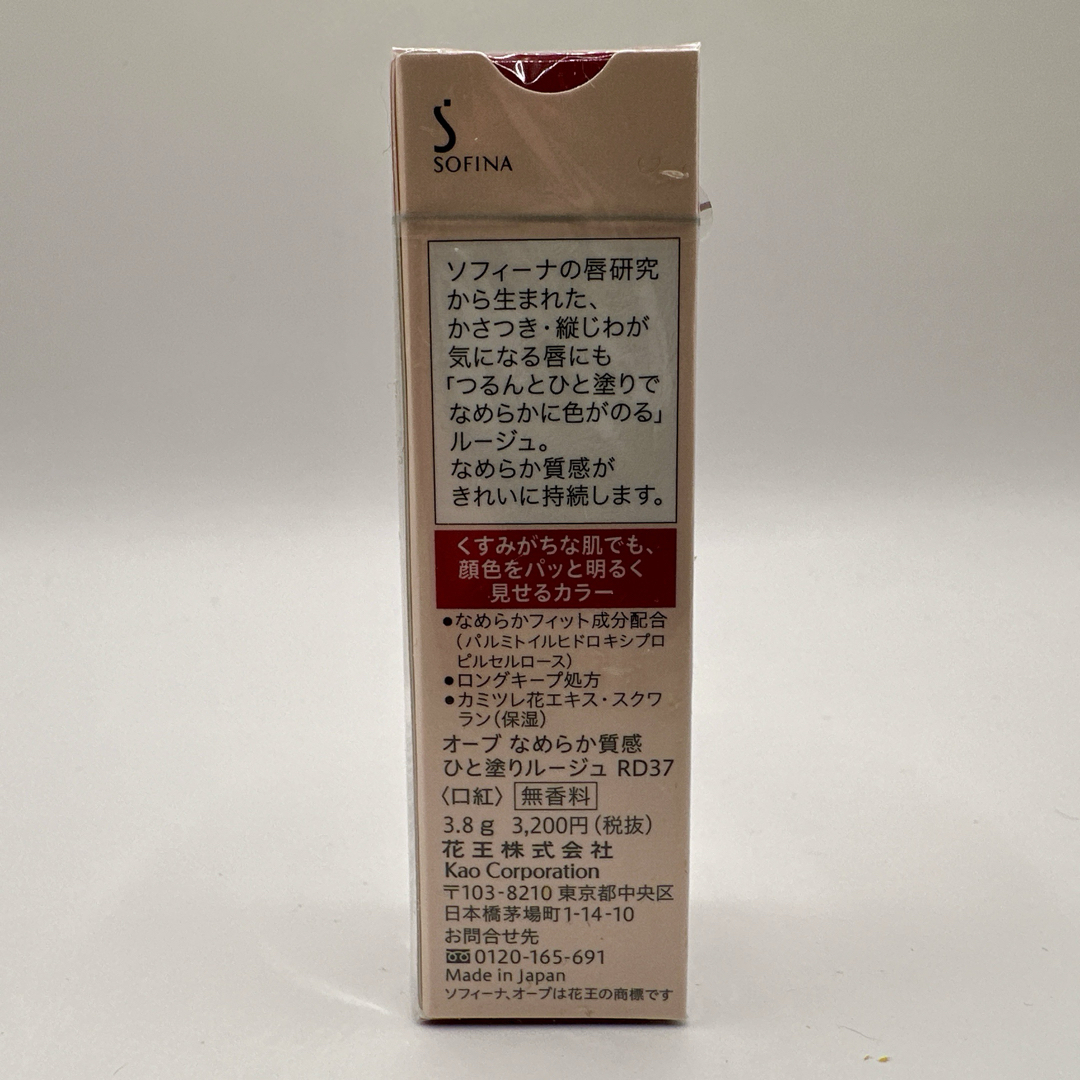 SOFINA
ソフィーナの唇研究
から生まれた、
かさつき・縦じわが
気になる唇にも
「つるんとひと塗りで
なめらかに色がのる」
ルージュ。
なめらか質感が
きれいに持続します。
くすみがちな肌でも、
顔色をパッと明るく
見せるカラー
●なめらかフィット成分配合
(パルミトイルヒドロキシプロ
ピルセルロース)
●ロングキープ処方
●カミツレ花エキス・スクワ
ラン(保湿)
オーブ なめらか質感
ひと塗りルージュ RD37
〈口紅〉 無香料
3.8g 3,200円(税抜)
花王株式会社
Kao Corporation
〒103-8210 東京都中央区
日本橋茅場町1-14-10
お問合せ先
0120-165-691
Made in Japan
ソフィーナ、オーブは花王の商標です